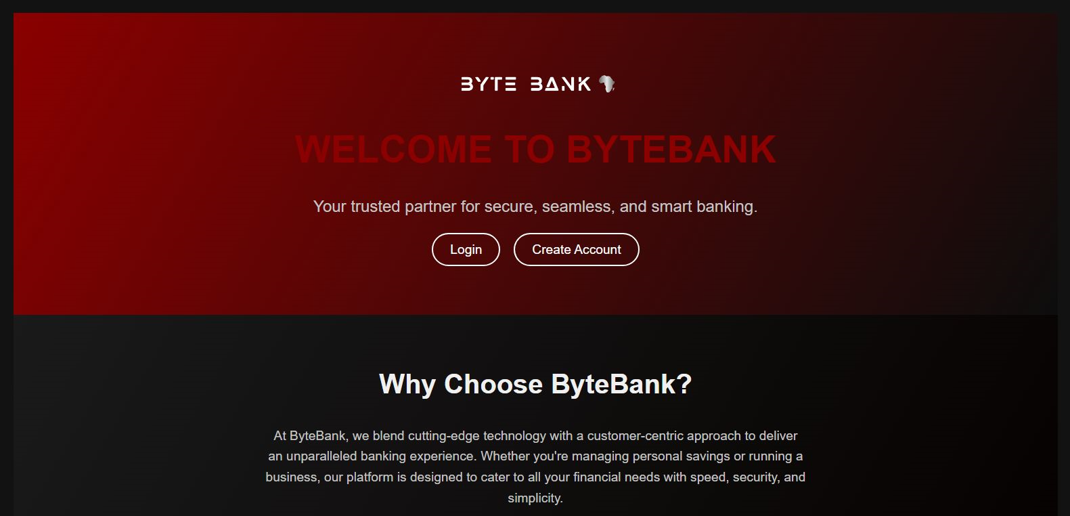 BYTE BANK
WELCOME TO BYTEBANK
Your trusted partner for secure, seamless, and smart banking.
Login
Create Account
Why Choose ByteBank?
At ByteBank, we blend cutting-edge technology with a customer-centric approach to deliver
an unparalleled banking experience. Whether you're managing personal savings or running a
business, our platform is designed to cater to all your financial needs with speed, security, and
simplicity.